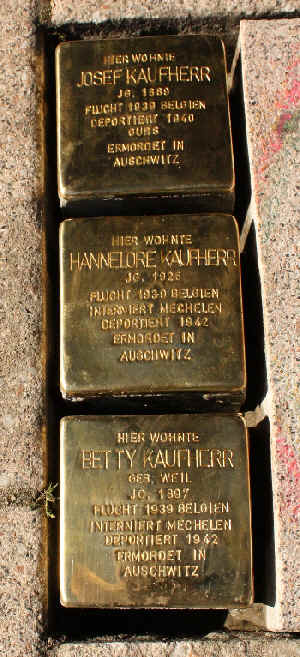 HIER WOHNTE
JOSEF KAUFHERR
JG. 1889
FLUCHT 1939 BELGIEN
DEPORTIERT 1940
GURS
ERMORDET IN
AUSCHWITZ
HIER WOHNTE
HANNELORE KAUFHERR
JG. 1926
FLUCHT 1939 BELGIEN
INTERNIERT MECHELEN
DEPORTIERT 1942
ERMORDET IN
AUSCHWITZ
HIER WOHNTE
BETTY KAUFHERR
GEB. WEIL
JG. 1897
FLUCHT 1939 BELGIEN
INTERNIERT MECHELEN
DEPORTIERT 1942
ERMORDET IN
AUSCHWITZ